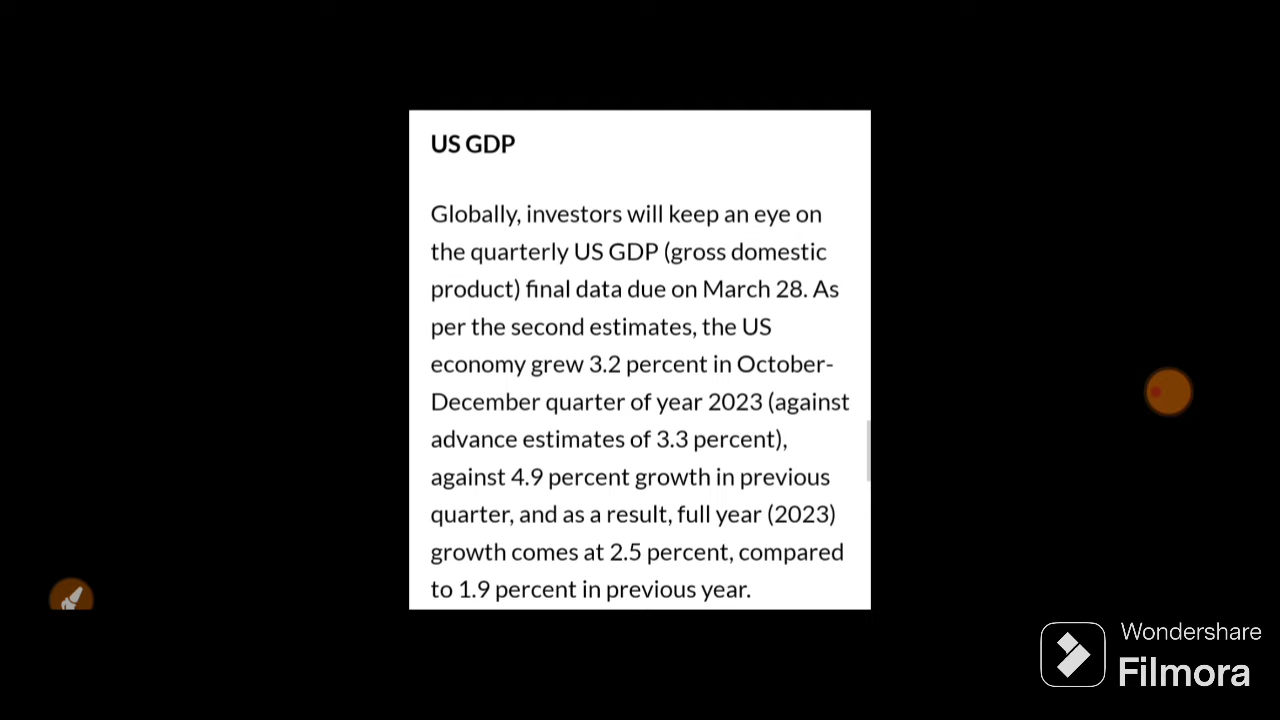 US GDP
Globally, investors will keep an eye on
the quarterly US GDP (gross domestic
product) final data due on March 28. As
per the second estimates, the US
economy grew 3.2 percent in October-
December quarter of year 2023 (against
advance estimates of 3.3 percent),
against 4.9 percent growth in previous
quarter, and as a result, full year (2023)
growth comes at 2.5 percent, compared
to 1.9 percent in previous year.
Wondershare
Filmora